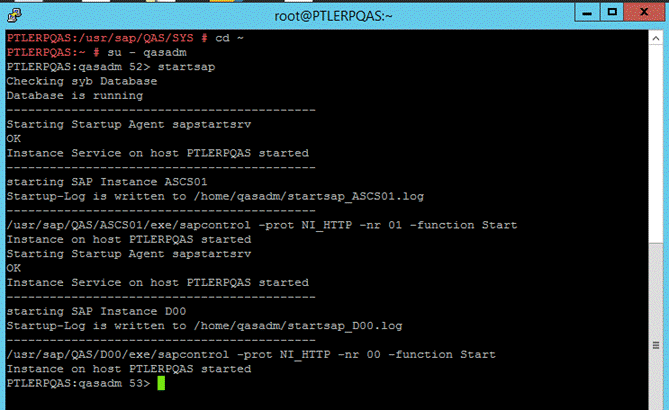 root@PTLERPQAS:~
PTLERPQAS:/usr/sap/QAS/SYS # cd ~
PTLERPQAS:~ # su - qasadm
PTLERPQAS:qasadm 52> startsap
Checking syb Database
Database is running
-------------------------------------------
Starting Startup Agent sapstartsrv
OK
Instance Service on host PTLERPQAS started
-------------------------------------------
starting SAP Instance ASCS01
Startup-Log is written to /home/qasadm/startsap_ASCS01.log
-------------------------------------------
/usr/sap/QAS/ASCS01/exe/sapcontrol -prot NI_HTTP -nr 01 -function Start
Instance on host PTLERPQAS started
Starting Startup Agent sapstartsrv
OK
Instance Service on host PTLERPQAS started
-------------------------------------------
starting SAP Instance D00
Startup-Log is written to /home/qasadm/startsap_D00.log
-------------------------------------------
/usr/sap/QAS/D00/exe/sapcontrol -prot NI_HTTP -nr 00 -function Start
Instance on host PTLERPQAS started
PTLERPQAS:qasadm 53>